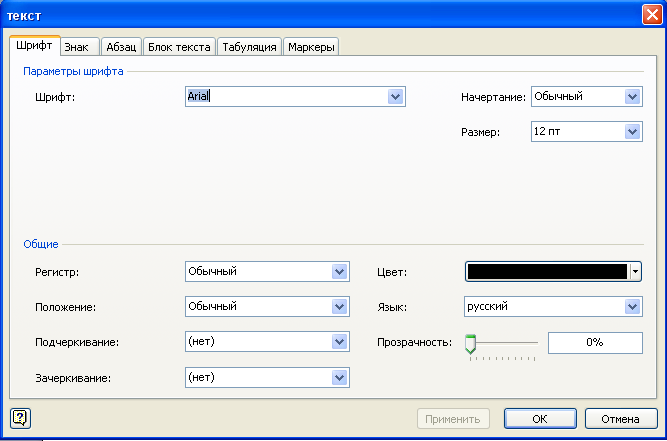 текст
Шрифт Знак Абзац Блок текста Табуляция Маркеры
Параметры шрифта
Шрифт: Arial Начертание: Обычный
Размер: 12 пт
Общие
Регистр: Обычный Цвет:
Положение: Обычный Язык: русский
Подчеркивание: (нет) Прозрачность: 0%
Зачеркивание: (нет)
? Применить ОК Отмена